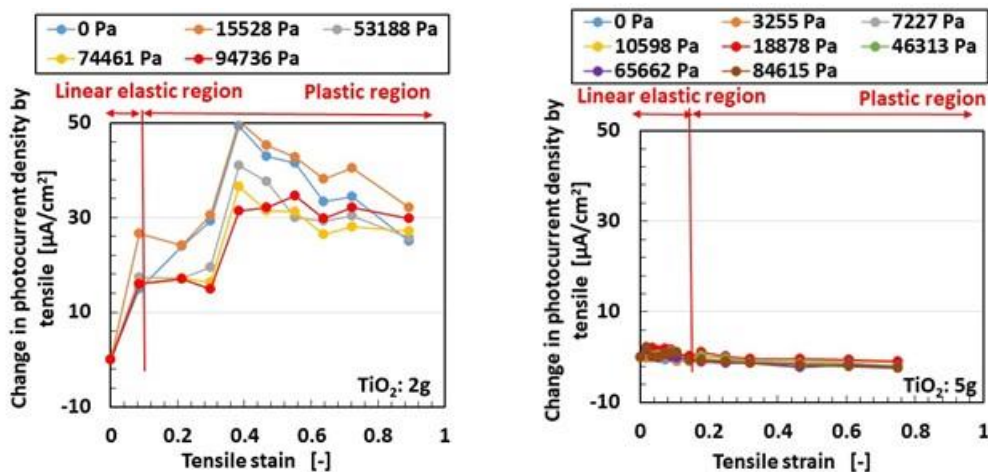 0 Pa 15528 Pa 53188 Pa
74461 Pa 94736 Pa
Linear elastic region Plastic region
Change in photocurrent density by
tensile [μA/cm²]
50
30
10
-10
TiO₂: 2g
0 0.2 0.4 0.6 0.8 1
Tensile stain [-]
0 Pa 3255 Pa 7227 Pa
10598 Pa 18878 Pa 46313 Pa
65662 Pa 84615 Pa
Linear elastic region Plastic region
Change in photocurrent density by
tensile [μA/cm²]
50
30
10
-10
TiO₂: 5g
0 0.2 0.4 0.6 0.8 1
Tensile strain [-]